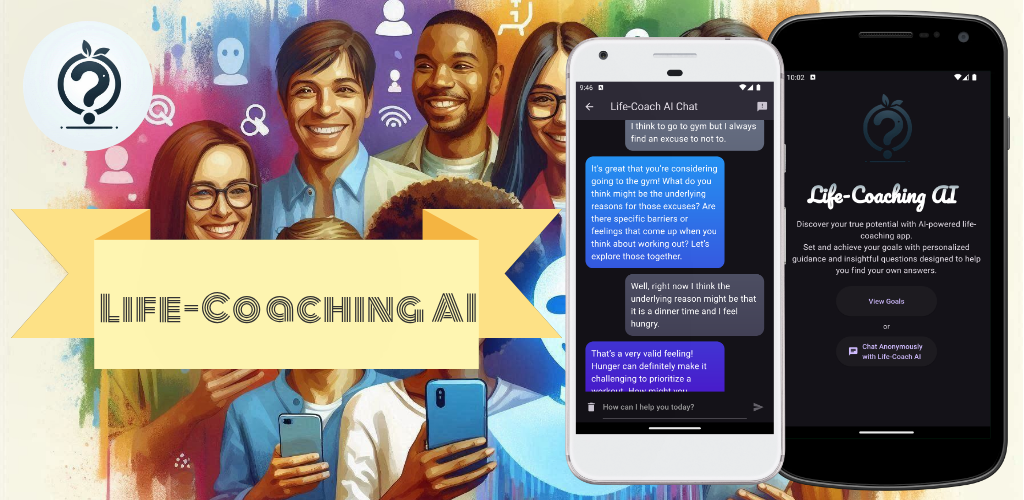 Life-Coaching AI
9:46
Life-Coach AI Chat
I think to go to gym but I always
find an excuse to not to.
It's great that you're considering
going to the gym! What do you
think might be the underlying
reasons for those excuses? Are
there specific barriers or
feelings that come up when you
think about working out? Let's
explore those together.
Well, right now I think the
underlying reason might be that
it is a dinner time and I feel
hungry.
That's a very valid feeling!
Hunger can definitely make it
challenging to prioritize a
workout. How might you
How can I help you today?
10:02
Life-Coaching AI
Discover your true potential with AI-powered life-
coaching app.
Set and achieve your goals with personalized
guidance and insightful questions designed to help
you find your own answers.
View Goals
or
Chat Anonymously
with Life-Coach AI